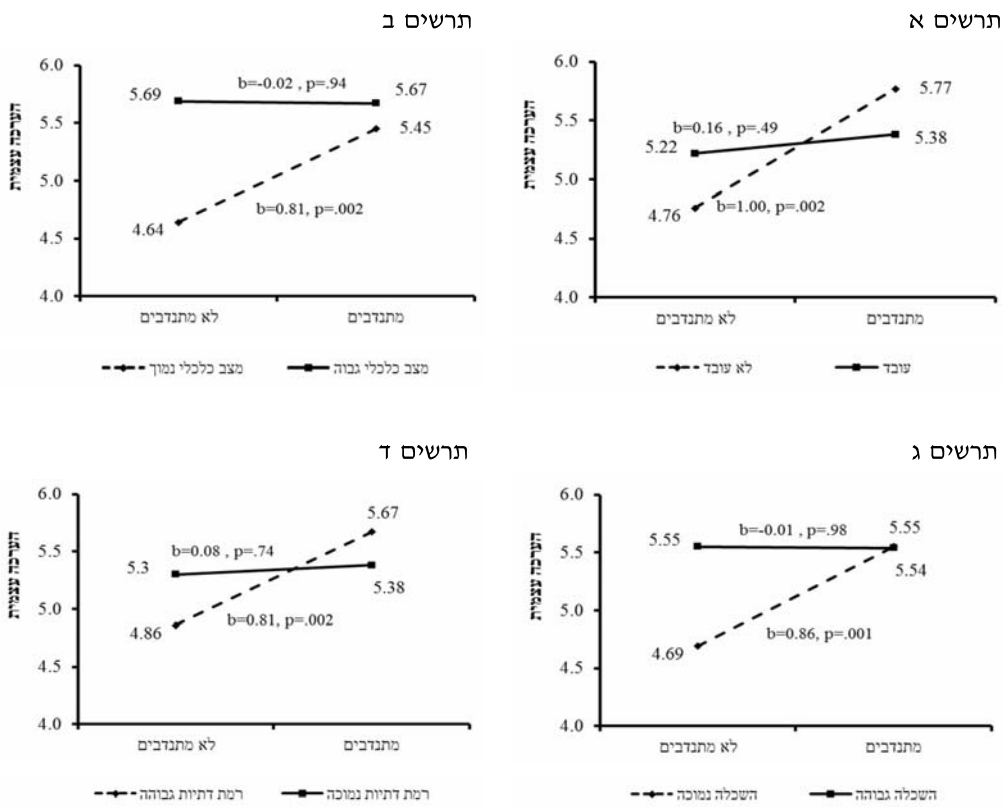 תרשים א
6.0
5.5
5.0
4.5
4.0
הערכה עצמית
5.22
b=0.16 , p=.49
5.77
5.38
4.76
b=1.00, p=.002
לא מתנדבים
מתנדבים
לא עובד
עובד
תרשים ב
6.0
5.5
5.0
4.5
4.0
הערכה עצמית
5.69
b=-0.02 , p=.94
5.67
5.45
4.64
b=0.81, p=.002
לא מתנדבים
מתנדבים
מצב כלכלי נמוך
מצב כלכלי גבוה
תרשים ג
6.0
5.5
5.0
4.5
4.0
הערכה עצמית
5.55
b=-0.01 , p=.98
5.55
5.54
4.69
b=0.86, p=.001
לא מתנדבים
מתנדבים
השכלה נמוכה
השכלה גבוהה
תרשים ד
6.0
5.5
5.0
4.5
4.0
הערכה עצמית
5.3
b=0.08 , p=.74
5.67
5.38
4.86
b=0.81, p=.002
לא מתנדבים
מתנדבים
רמת דתיות גבוהה
רמת דתיות נמוכה